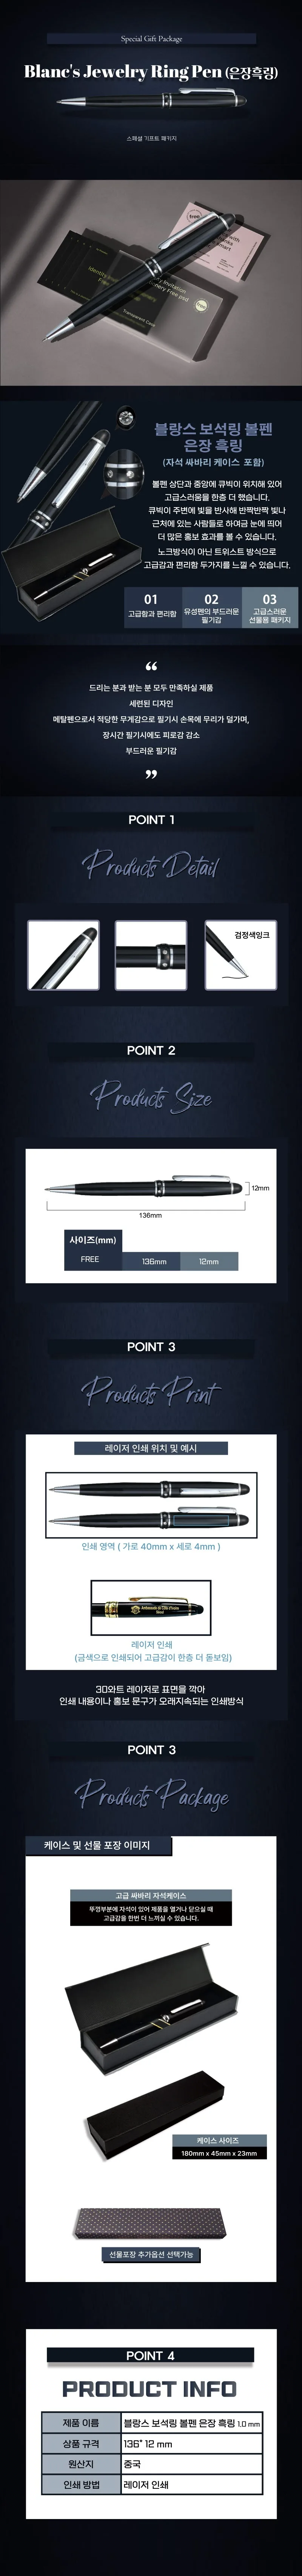 Special Gift Package
Blanc's Jewelry Ring Pen (은장흑링)
스페셜 기프트 패키지
블랑스 보석링 볼펜
은장 흑링
(자석 싸바리 케이스 포함)
볼펜 상단과 중앙에 큐빅이 위치해 있어
고급스러움을 한층 더 했습니다.
큐빅이 주변에 빛을 반사해 반짝반짝 빛나
근처에 있는 사람들로 하여금 눈에 띄어
더 많은 홍보 효과를 볼 수 있습니다.
노크방식이 아닌 트위스트 방식으로
고급감과 편리함 두가지를 느낄 수 있습니다.
01
고급함과 편리함
02
유성펜의 부드러운
필기감
03
고급스러운
선물용 패키지
“
드리는 분과 받는 분 모두 만족하실 제품
세련된 디자인
메탈펜으로서 적당한 무게감으로 필기시 손목에 무리가 덜가며,
장시간 필기시에도 피로감 감소
부드러운 필기감
”
POINT 1
Products Detail
검정색잉크
POINT 2
Products Size
12mm
136mm
사이즈(mm)
FREE 136mm 12mm
POINT 3
Products Print
레이저 인쇄 위치 및 예시
인쇄 영역 ( 가로 40mm x 세로 4mm )
레이저 인쇄
(금색으로 인쇄되어 고급감이 한층 더 돋보임)
30와트 레이저로 표면을 깍아
인쇄 내용이나 홍보 문구가 오래지속되는 인쇄방식
POINT 3
Products Package
케이스 및 선물 포장 이미지
고급 싸바리 자석케이스
뚜껑부분에 자석이 있어 제품을 열거나 닫으실 때
고급감을 한번 더 느끼실 수 있습니다.
케이스 사이즈
180mm x 45mm x 23mm
선물포장 추가옵션 선택가능
POINT 4
PRODUCT INFO
제품 이름 블랑스 보석링 볼펜 은장 흑링 1.0 mm
상품 규격 136* 12 mm
원산지 중국
인쇄 방법 레이저 인쇄